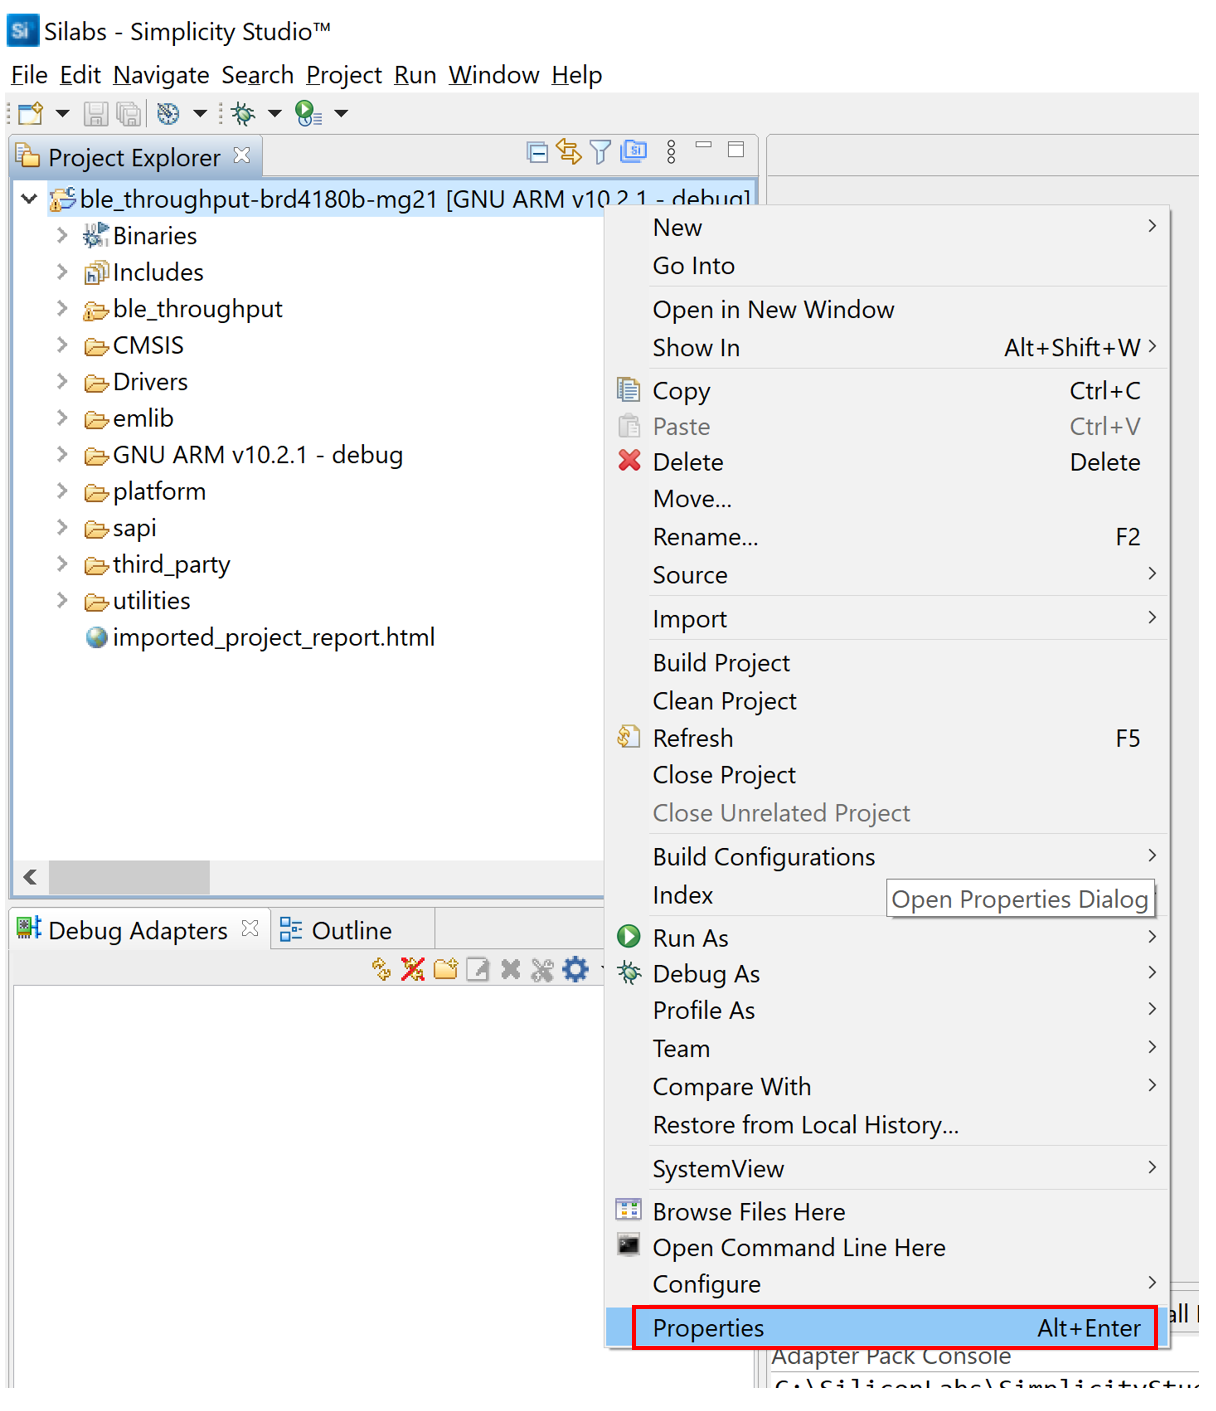 Silabs - Simplicity Studio™
File Edit Navigate Search Project Run Window Help
Project Explorer
ble_throughput-brd4180b-mg21 [GNU ARM v10.2.1 - debug]
Binaries
Includes
ble_throughput
CMSIS
Drivers
emlib
GNU ARM v10.2.1 - debug
platform
sapi
third_party
utilities
imported_project_report.html
New
Go Into
Open in New Window
Show In Alt+Shift+W
Copy Ctrl+C
Paste Ctrl+V
Delete Delete
Move...
Rename... F2
Source
Import
Build Project
Clean Project
Refresh F5
Close Project
Close Unrelated Project
Build Configurations
Index
Open Properties Dialog
Run As
Debug As
Profile As
Team
Compare With
Restore from Local History...
SystemView
Browse Files Here
Open Command Line Here
Configure
Properties Alt+Enter
Debug Adapters
Outline
Adapter Pack Console